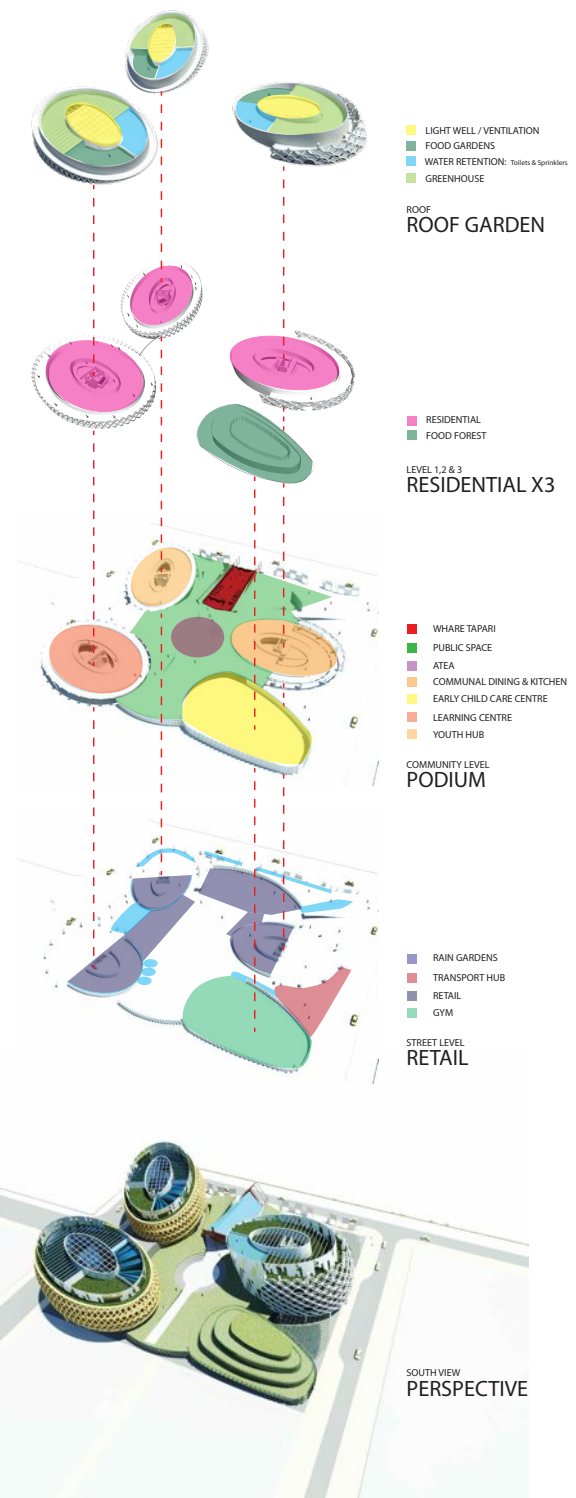 LIGHT WELL / VENTILATION
FOOD GARDENS
WATER RETENTION: Toilets & Sprinklers
GREENHOUSE
ROOF
ROOF GARDEN
RESIDENTIAL
FOOD FOREST
LEVEL 1,2 & 3
RESIDENTIAL X3
WHARE TAPARI
PUBLIC SPACE
ATEA
COMMUNAL DINING & KITCHEN
EARLY CHILD CARE CENTRE
LEARNING CENTRE
YOUTH HUB
COMMUNITY LEVEL
PODIUM
RAIN GARDENS
TRANSPORT HUB
RETAIL
GYM
STREET LEVEL
RETAIL
SOUTH VIEW
PERSPECTIVE